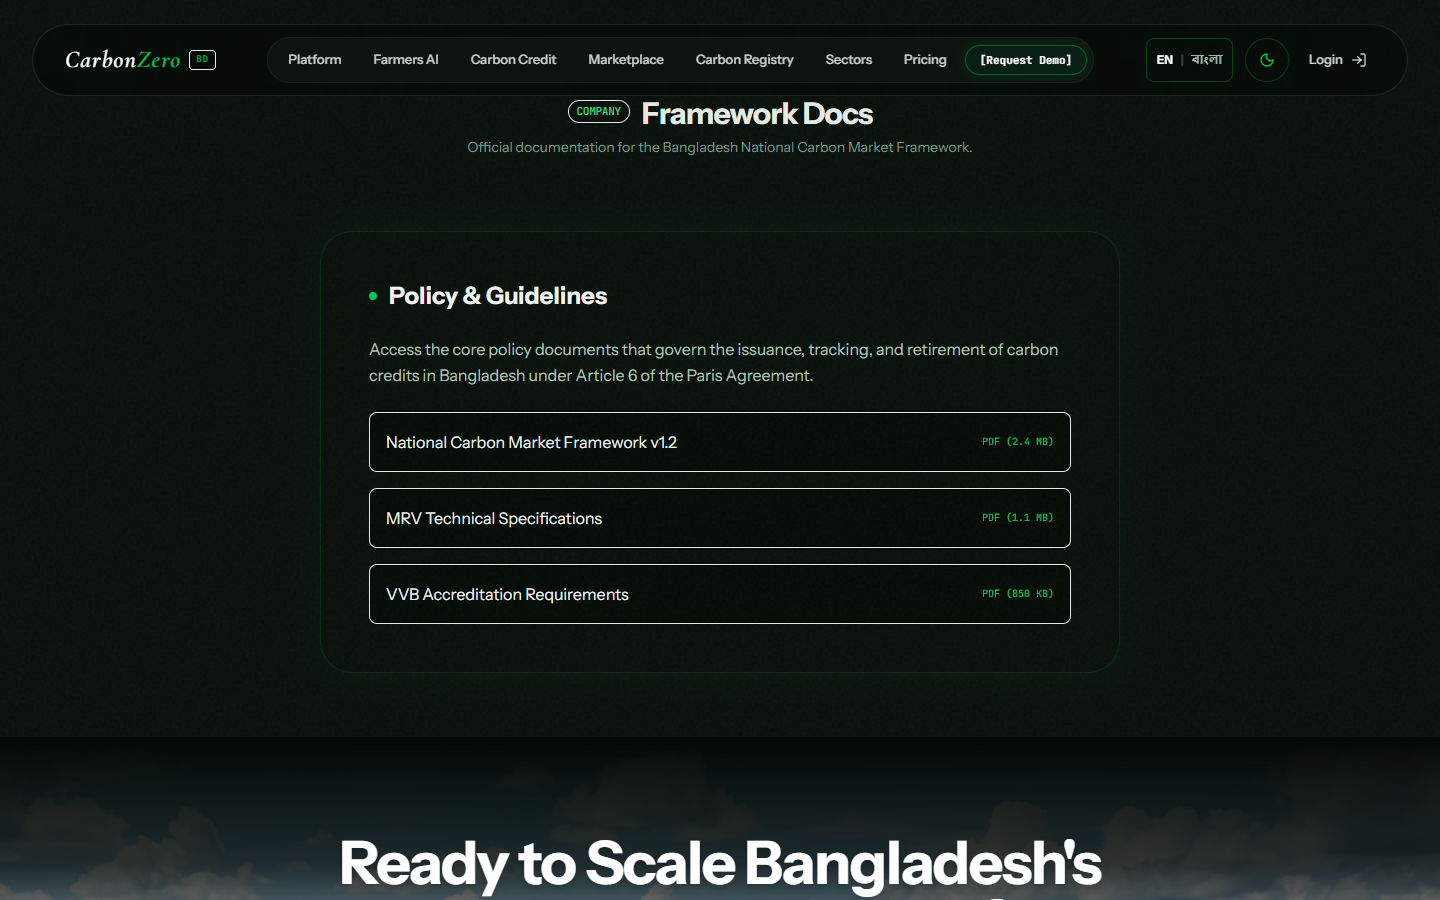 CarbonZero BD
Platform Farmers AI Carbon Credit Marketplace Carbon Registry Sectors Pricing [Request Demo]
EN | বাংলা
Login
COMPANY Framework Docs
Official documentation for the Bangladesh National Carbon Market Framework.
Policy & Guidelines
Access the core policy documents that govern the issuance, tracking, and retirement of carbon
credits in Bangladesh under Article 6 of the Paris Agreement.
National Carbon Market Framework v1.2 PDF (2.4 MB)
MRV Technical Specifications PDF (1.1 MB)
VVB Accreditation Requirements PDF (850 KB)
Ready to Scale Bangladesh's